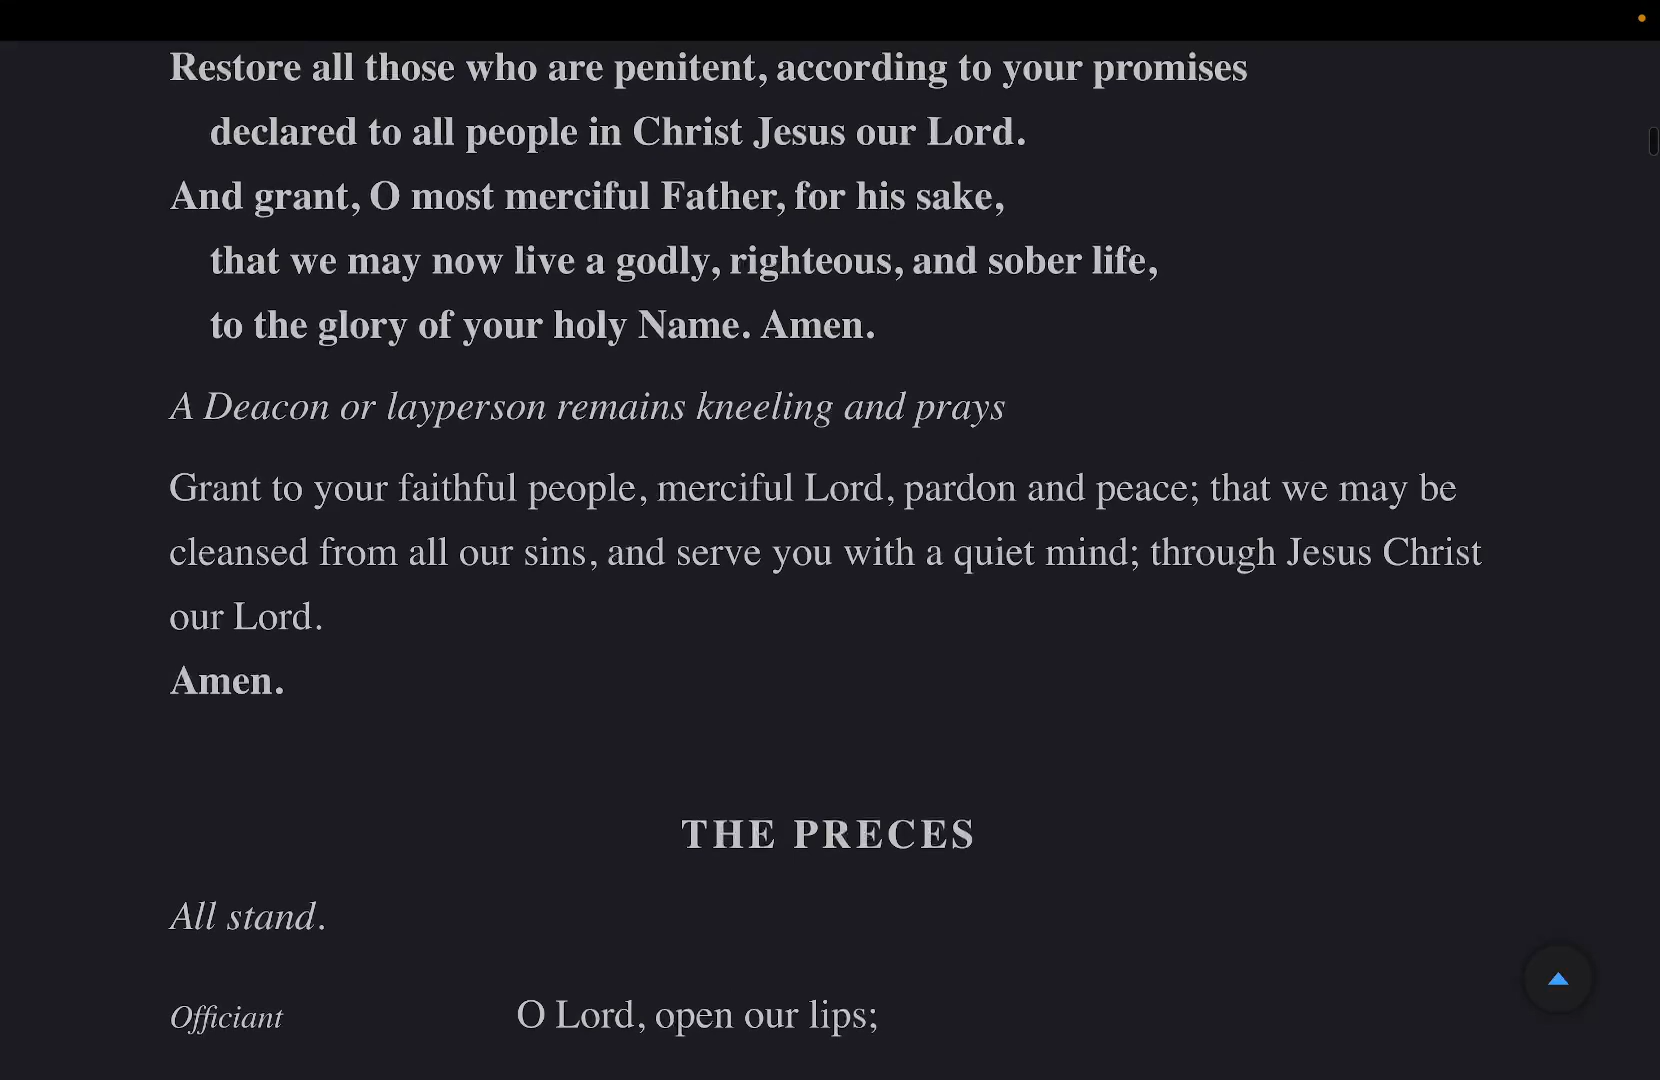 Restore all those who are penitent, according to your promises
declared to all people in Christ Jesus our Lord.
And grant, O most merciful Father, for his sake,
that we may now live a godly, righteous, and sober life,
to the glory of your holy Name. Amen.
A Deacon or layperson remains kneeling and prays
Grant to your faithful people, merciful Lord, pardon and peace; that we may be
cleansed from all our sins, and serve you with a quiet mind; through Jesus Christ
our Lord.
Amen.
THE PRECES
All stand.
Officiant O Lord, open our lips;